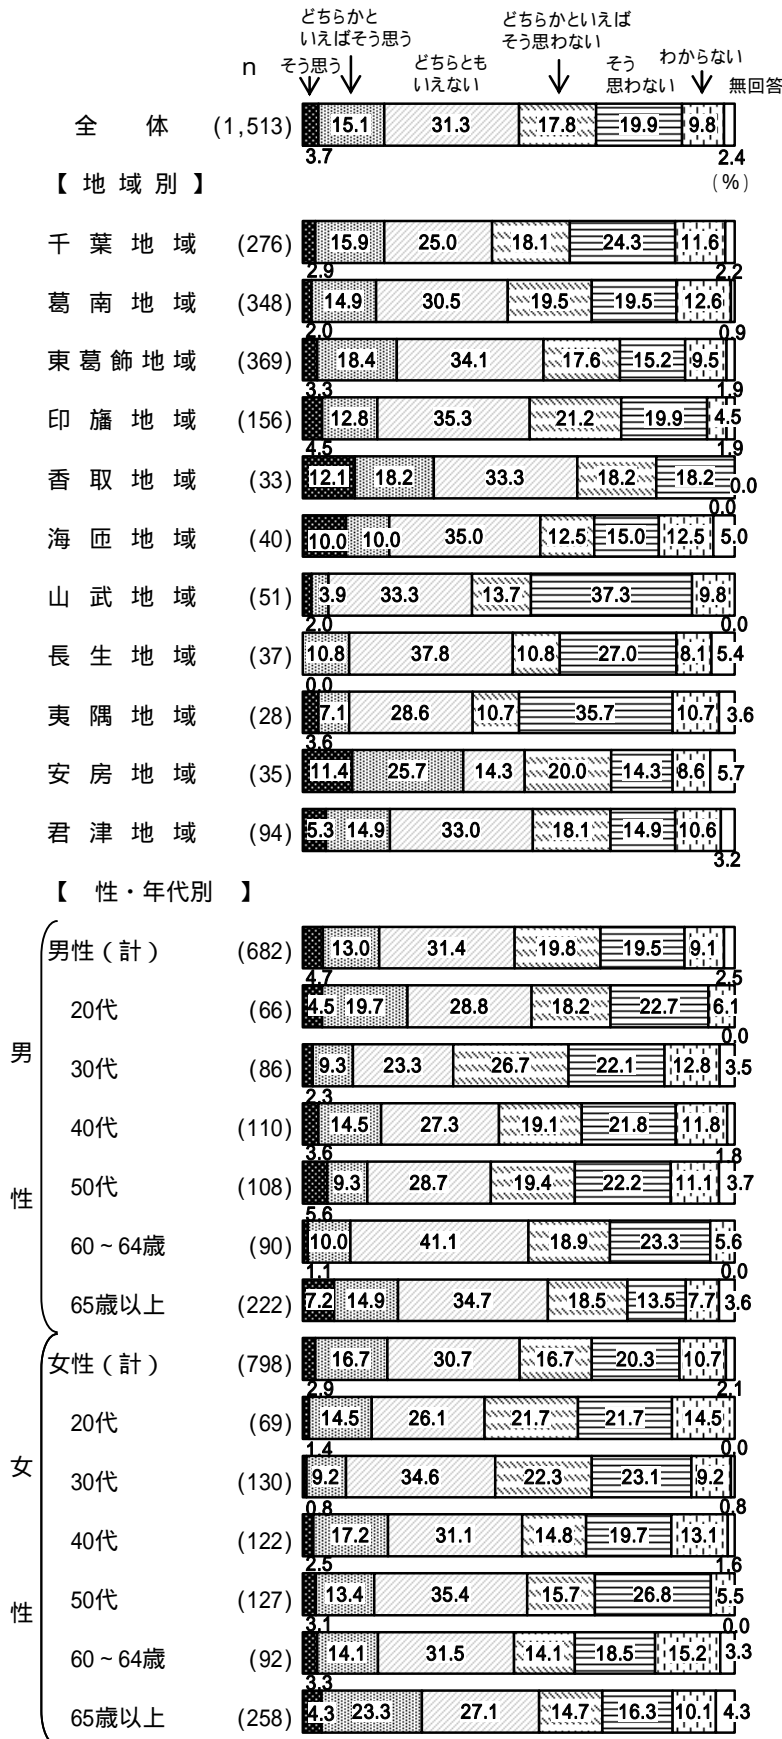 どちらかと
いえばそう思う
どちらかといえば
そう思わない
n そう思う どちらとも
いえない そう
思わない わからない 無回答
全体 (1,513) 15.1 31.3 17.8 19.9 9.8
3.7 2.4
【地域別】 (%)
千葉地域 (276) 15.9 25.0 18.1 24.3 11.6
2.9 2.2
葛南地域 (348) 14.9 30.5 19.5 19.5 12.6
2.0 0.9
東葛飾地域 (369) 18.4 34.1 17.6 15.2 9.5
3.3 1.9
印旛地域 (156) 12.8 35.3 21.2 19.9 4.5
4.5 1.9
香取地域 (33) 12.1 18.2 33.3 18.2 18.2 0.0
0.0
海匝地域 (40) 10.0 10.0 35.0 12.5 15.0 12.5 5.0
山武地域 (51) 3.9 33.3 13.7 37.3 9.8
2.0 0.0
長生地域 (37) 10.8 37.8 10.8 27.0 8.1 5.4
0.0
夷隅地域 (28) 7.1 28.6 10.7 35.7 10.7 3.6
3.6
安房地域 (35) 11.4 25.7 14.3 20.0 14.3 8.6 5.7
君津地域 (94) 5.3 14.9 33.0 18.1 14.9 10.6
3.2
【 性・年代別 】
男性(計) (682) 13.0 31.4 19.8 19.5 9.1
4.7 2.5
20代 (66) 4.5 19.7 28.8 18.2 22.7 6.1
0.0
男
30代 (86) 9.3 23.3 26.7 22.1 12.8 3.5
2.3
40代 (110) 14.5 27.3 19.1 21.8 11.8
3.6 1.8
50代 (108) 9.3 28.7 19.4 22.2 11.1 3.7
性
5.6
60~64歳 (90) 10.0 41.1 18.9 23.3 5.6
1.1 0.0
65歳以上 (222) 7.2 14.9 34.7 18.5 13.5 7.7 3.6
女性(計) (798) 16.7 30.7 16.7 20.3 10.7
2.9 2.1
20代 (69) 14.5 26.1 21.7 21.7 14.5
1.4 0.0
女
30代 (130) 9.2 34.6 22.3 23.1 9.2
0.8 0.8
40代 (122) 17.2 31.1 14.8 19.7 13.1
2.5 1.6
50代 (127) 13.4 35.4 15.7 26.8 5.5
性
3.1 0.0
60~64歳 (92) 14.1 31.5 14.1 18.5 15.2 3.3
3.3
65歳以上 (258) 4.3 23.3 27.1 14.7 16.3 10.1 4.3